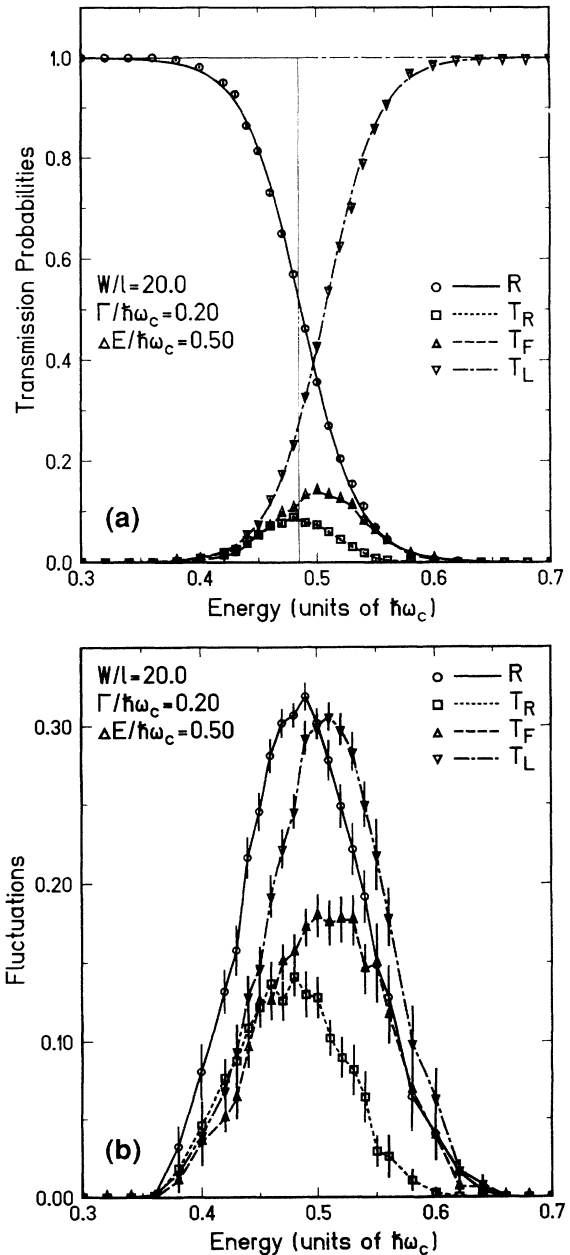 1.0
0.8
0.6
0.4
0.2
0.0
Transmission Probabilities
W/l=20.0
Γ/ħω_c=0.20
ΔE/ħω_c=0.50
R
T_R
T_F
T_L
(a)
0.3 0.4 0.5 0.6 0.7
Energy (units of ħω_c)
W/l=20.0
Γ/ħω_c=0.20
ΔE/ħω_c=0.50
R
T_R
T_F
T_L
0.30
0.20
0.10
0.00
Fluctuations
(b)
0.3 0.4 0.5 0.6 0.7
Energy (units of ħω_c)